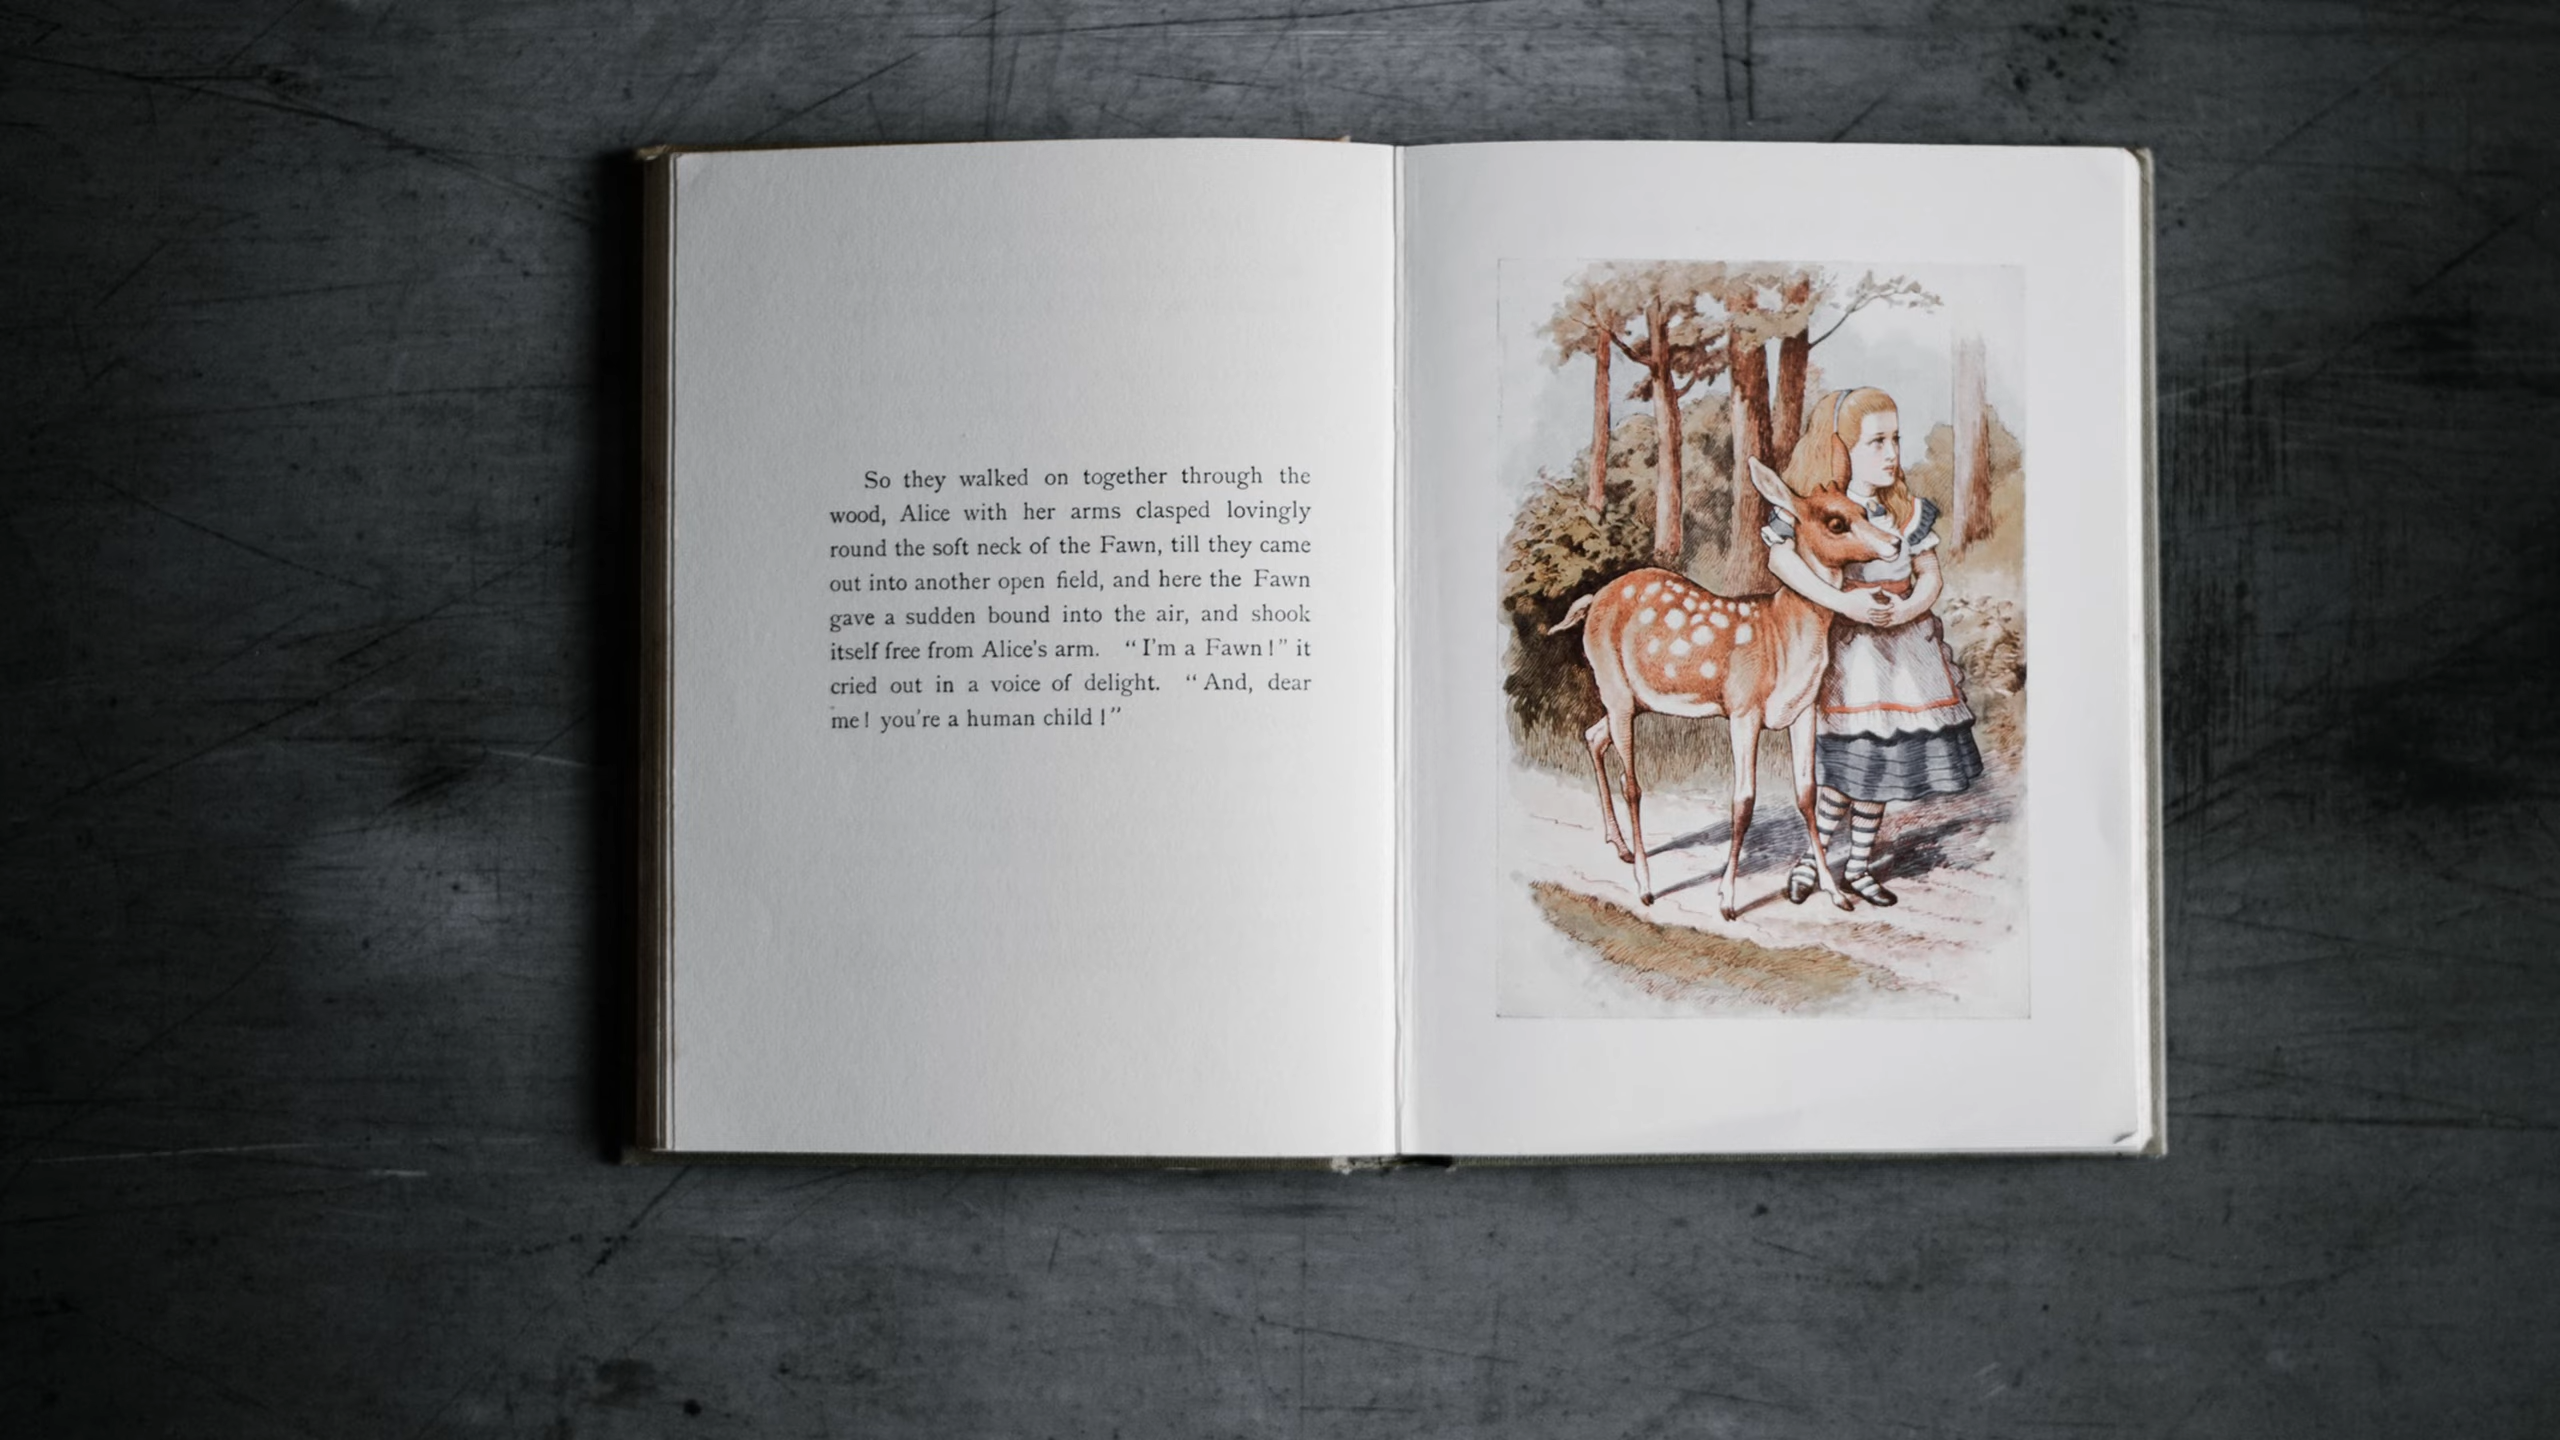 So they walked on together through the
wood, Alice with her arms clasped lovingly
round the soft neck of the Fawn, till they came
out into another open field, and here the Fawn
gave a sudden bound into the air, and shook
itself free from Alice's arm. “I'm a Fawn!” it
cried out in a voice of delight. “And, dear
me! you're a human child!”